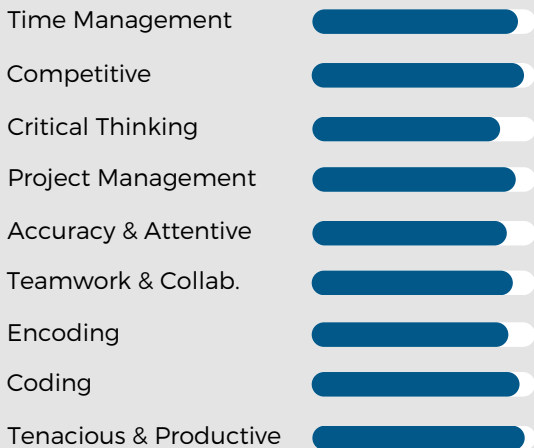 Time Management
Competitive
Critical Thinking
Project Management
Accuracy & Attentive
Teamwork & Collab.
Encoding
Coding
Tenacious & Productive